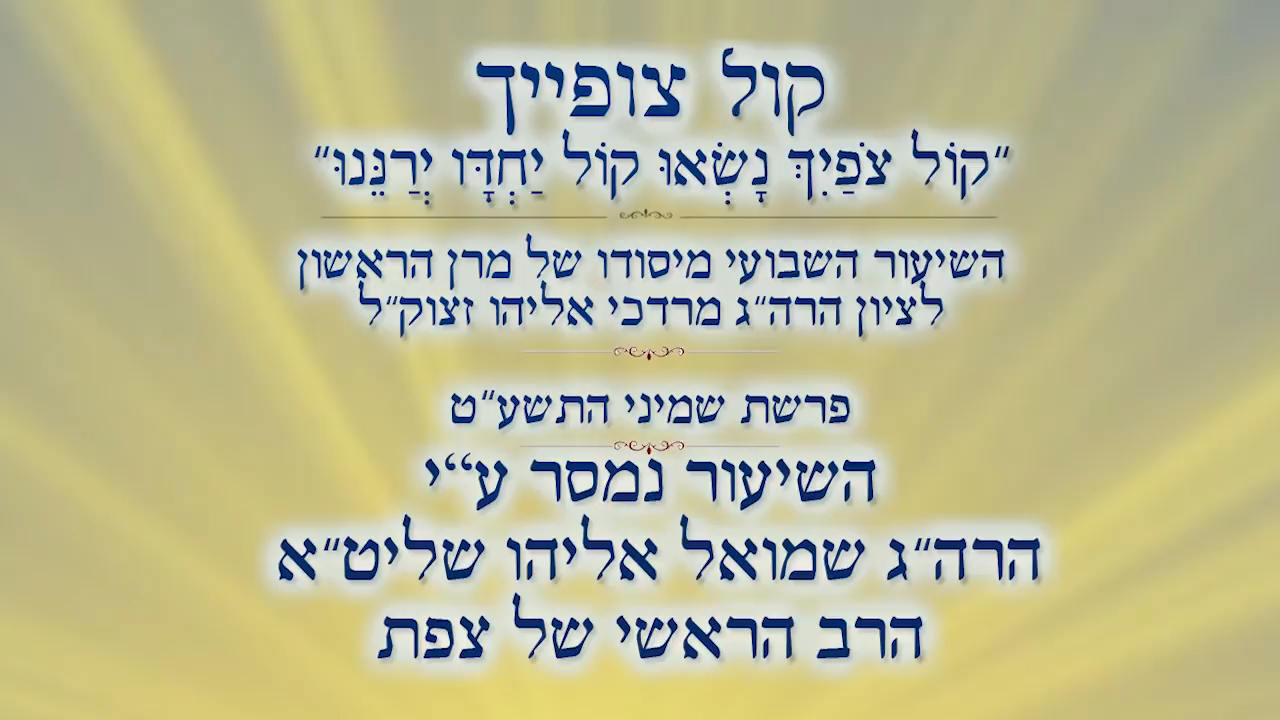 קול צופייך
"קוֹל צֹפַיִךְ נָשְׂאוּ קוֹל יַחְדָּו יְרַנֵּנוּ"
השיעור השבועי מיסודו של מרן הראשון
לציון הרה"ג מרדכי אליהו זצוק"ל
פרשת שמיני התשע"ט
השיעור נמסר ע"י
הרה"ג שמואל אליהו שליט"א
הרב הראשי של צפת